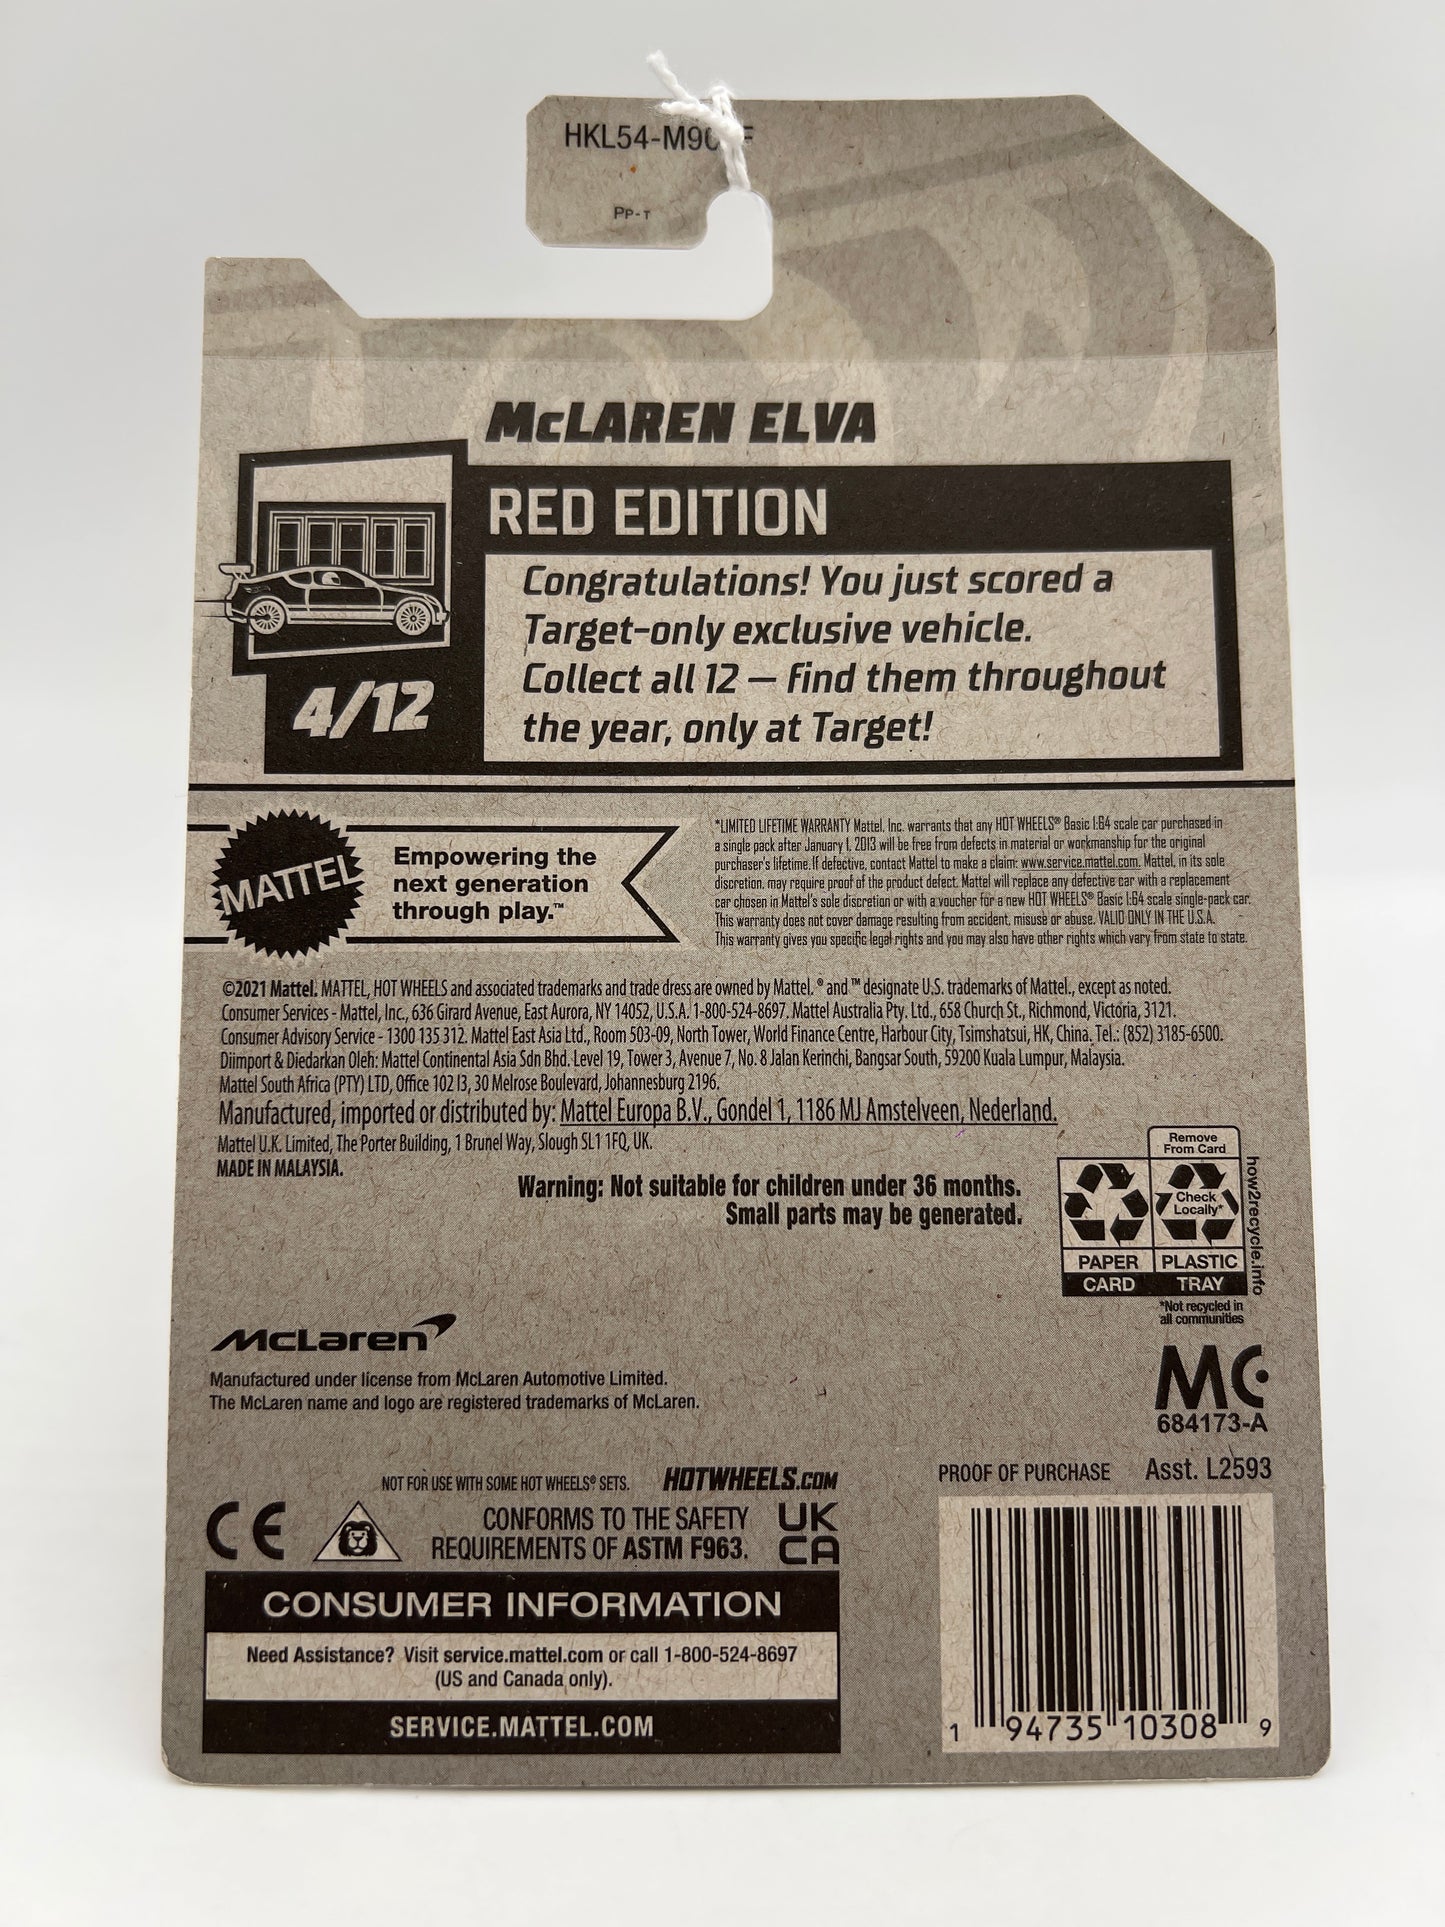 HKL54-M9
PP-T
McLAREN ELVA
RED EDITION
Congratulations! You just scored a
Target-only exclusive vehicle.
Collect all 12 — find them throughout
the year, only at Target!
4/12
MATTEL
Empowering the
next generation
through play.™
*LIMITED LIFETIME WARRANTY Mattel, Inc. warrants that any HOT WHEELS® Basic 1:64 scale car purchased in
a single pack after January 1, 2013 will be free from defects in material or workmanship for the original
purchaser's lifetime. If defective, contact Mattel to make a claim: www.service.mattel.com. Mattel, in its sole
discretion, may require proof of the product defect. Mattel will replace any defective car with a replacement
car chosen in Mattel's sole discretion or with a voucher for a new HOT WHEELS® Basic 1:64 scale single-pack car.
This warranty does not cover damage resulting from accident, misuse or abuse. VALID ONLY IN THE U.S.A.
This warranty gives you specific legal rights and you may also have other rights which vary from state to state.
©2021 Mattel. MATTEL, HOT WHEELS and associated trademarks and trade dress are owned by Mattel. ® and ™ designate U.S. trademarks of Mattel, except as noted.
Consumer Services - Mattel, Inc., 636 Girard Avenue, East Aurora, NY 14052, U.S.A. 1-800-524-8697. Mattel Australia Pty. Ltd., 658 Church St., Richmond, Victoria, 3121.
Consumer Advisory Service - 1300 135 312. Mattel East Asia Ltd., Room 503-09, North Tower, World Finance Centre, Harbour City, Tsimshatsui, HK, China. Tel.: (852) 3185-6500.
Diimport & Diedarkan Oleh: Mattel Continental Asia Sdn Bhd. Level 19, Tower 3, Avenue 7, No. 8 Jalan Kerinchi, Bangsar South, 59200 Kuala Lumpur, Malaysia.
Mattel South Africa (PTY) LTD, Office 102 I3, 30 Melrose Boulevard, Johannesburg 2196.
Manufactured, imported or distributed by: Mattel Europa B.V., Gondel 1, 1186 MJ Amstelveen, Nederland.
Mattel U.K. Limited, The Porter Building, 1 Brunel Way, Slough SL1 1FQ, UK.
MADE IN MALAYSIA.
Warning: Not suitable for children under 36 months.
Small parts may be generated.
Remove
From Card
Check
Locally*
PAPER
PLASTIC
CARD
TRAY
how2recycle.info
*Not recycled in
all communities
McLaren
Manufactured under license from McLaren Automotive Limited.
The McLaren name and logo are registered trademarks of McLaren.
MC
684173-A
NOT FOR USE WITH SOME HOT WHEELS® SETS.
HOTWHEELS.COM
CE
CONFORMS TO THE SAFETY
REQUIREMENTS OF ASTM F963.
UK
CA
PROOF OF PURCHASE
Asst. L2593
CONSUMER INFORMATION
Need Assistance? Visit service.mattel.com or call 1-800-524-8697
(US and Canada only).
SERVICE.MATTEL.COM
1 94735 10308 9